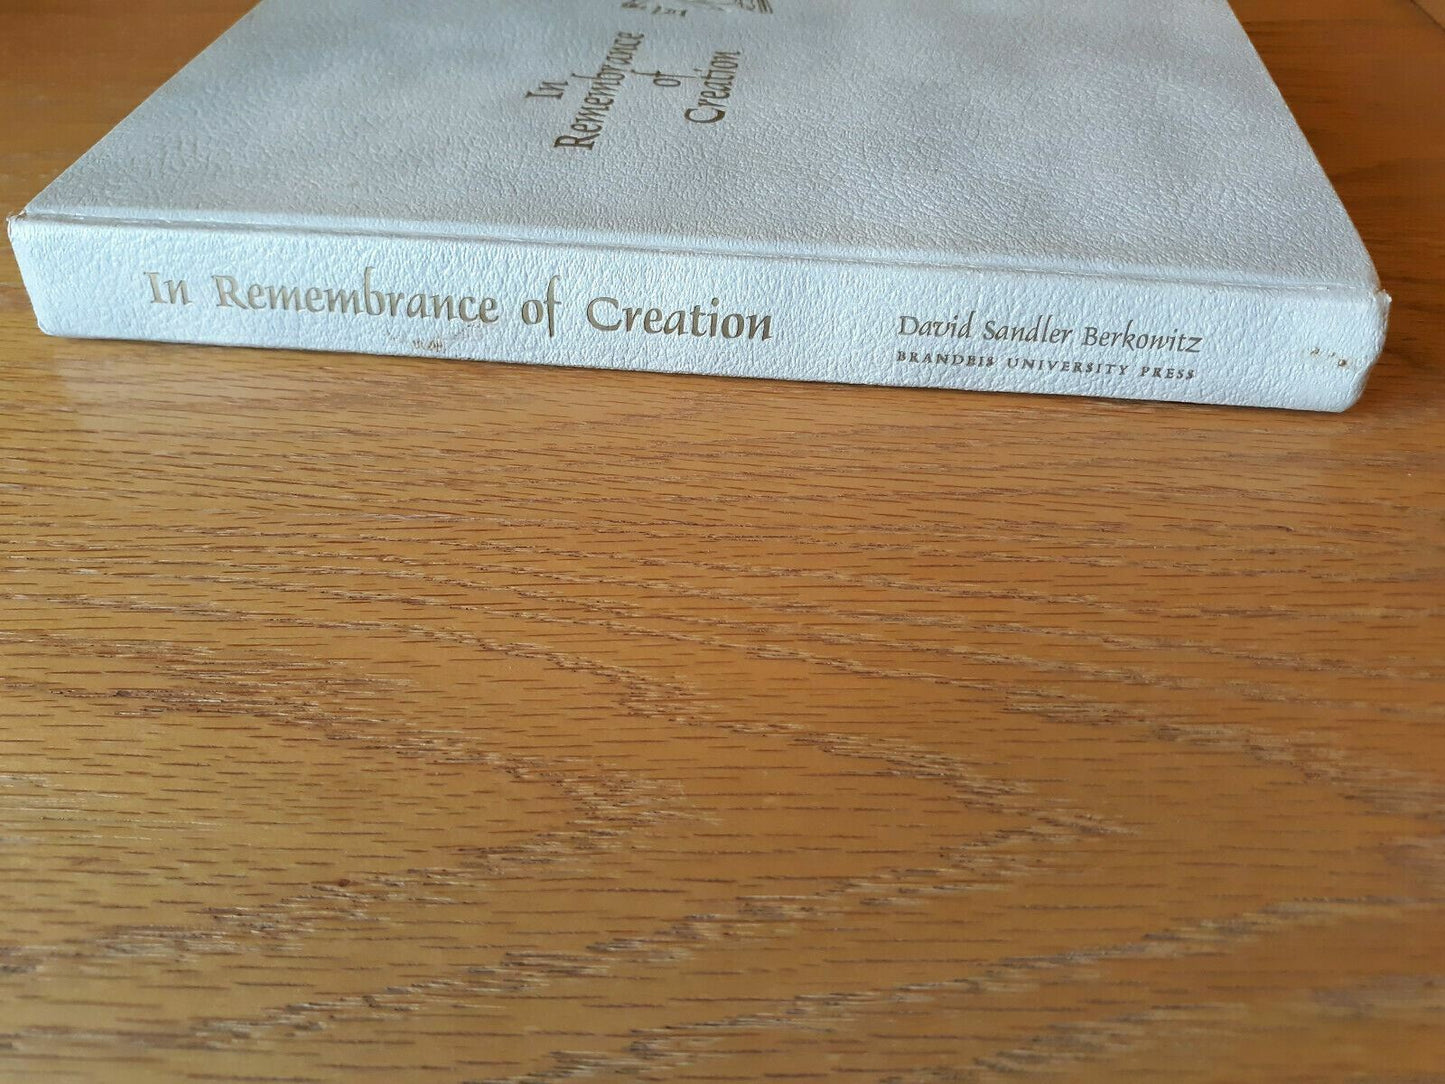 In
Remembrance
of
Creation
In Remembrance of Creation
David Sandler Berkowitz
BRANDEIS UNIVERSITY PRESS